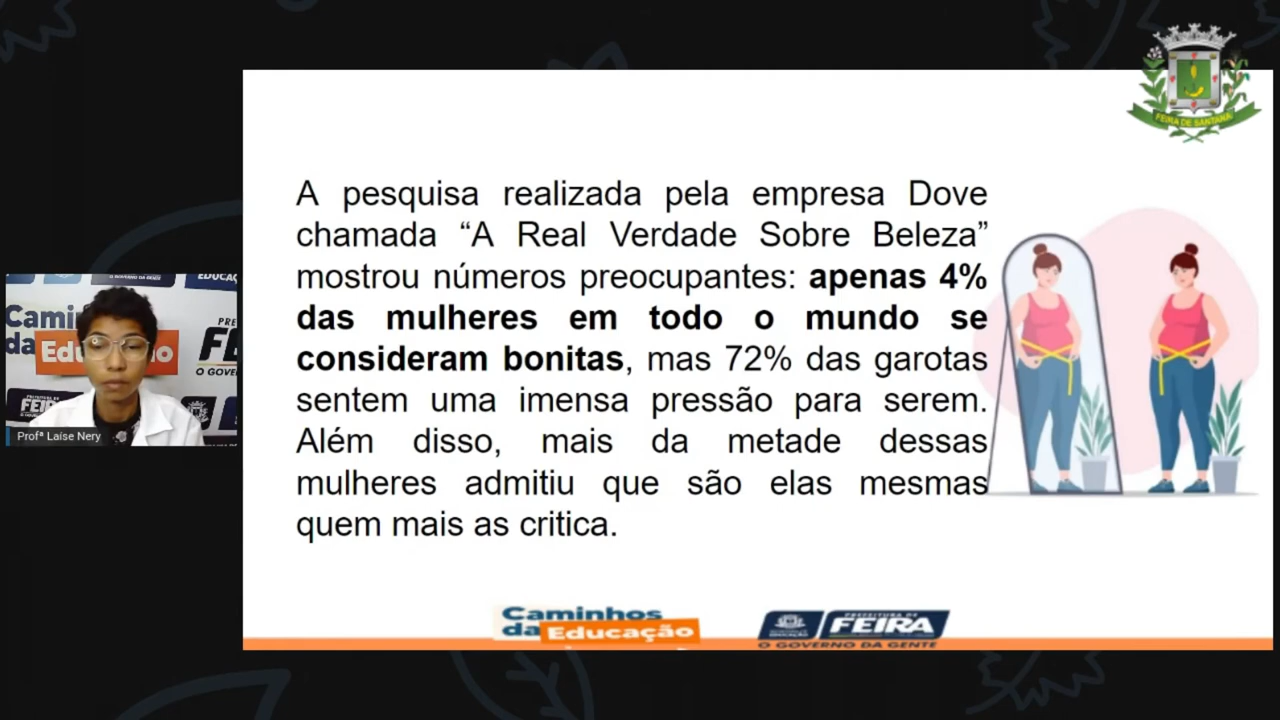 FEIRA DE SANTANA
A pesquisa realizada pela empresa Dove
chamada “A Real Verdade Sobre Beleza”
mostrou números preocupantes: apenas 4%
das mulheres em todo o mundo se
consideram bonitas, mas 72% das garotas
sentem uma imensa pressão para serem.
Além disso, mais da metade dessas
mulheres admitiu que são elas mesmas
quem mais as critica.
Profª Laíse Nery
Caminhos
da Educação
PREFEITURA DE
FEIRA
O GOVERNO DA GENTE